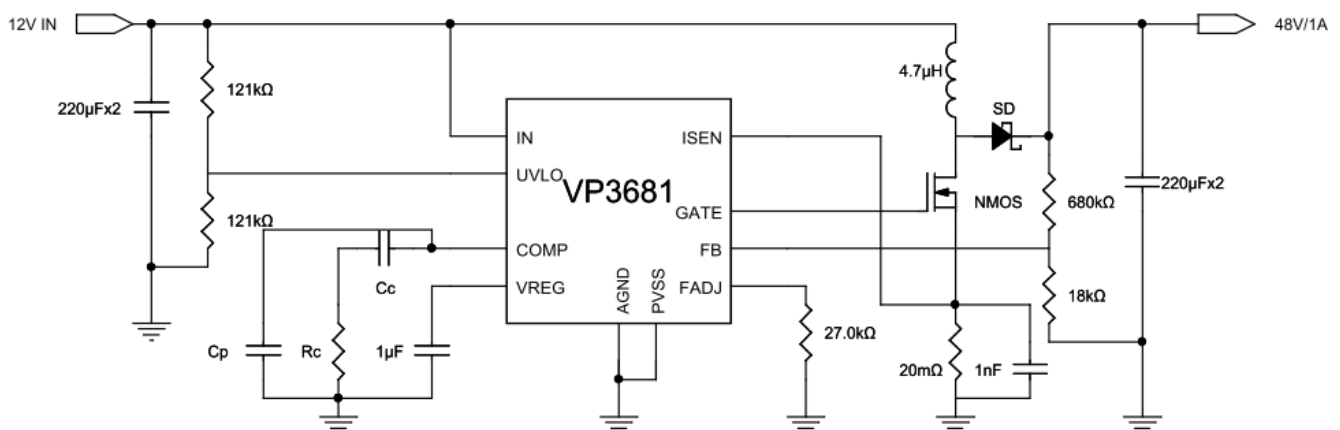 12V IN
48V/1A
4.7µH
121kΩ
SD
220µFx2
IN
ISEN
UVLO
VP3681
220µFx2
GATE
NMOS
680kΩ
121kΩ
COMP
FB
Cc
VREG
AGND
PVSS
FADJ
18kΩ
27.0kΩ
Cp
Rc
1µF
20mΩ
1nF